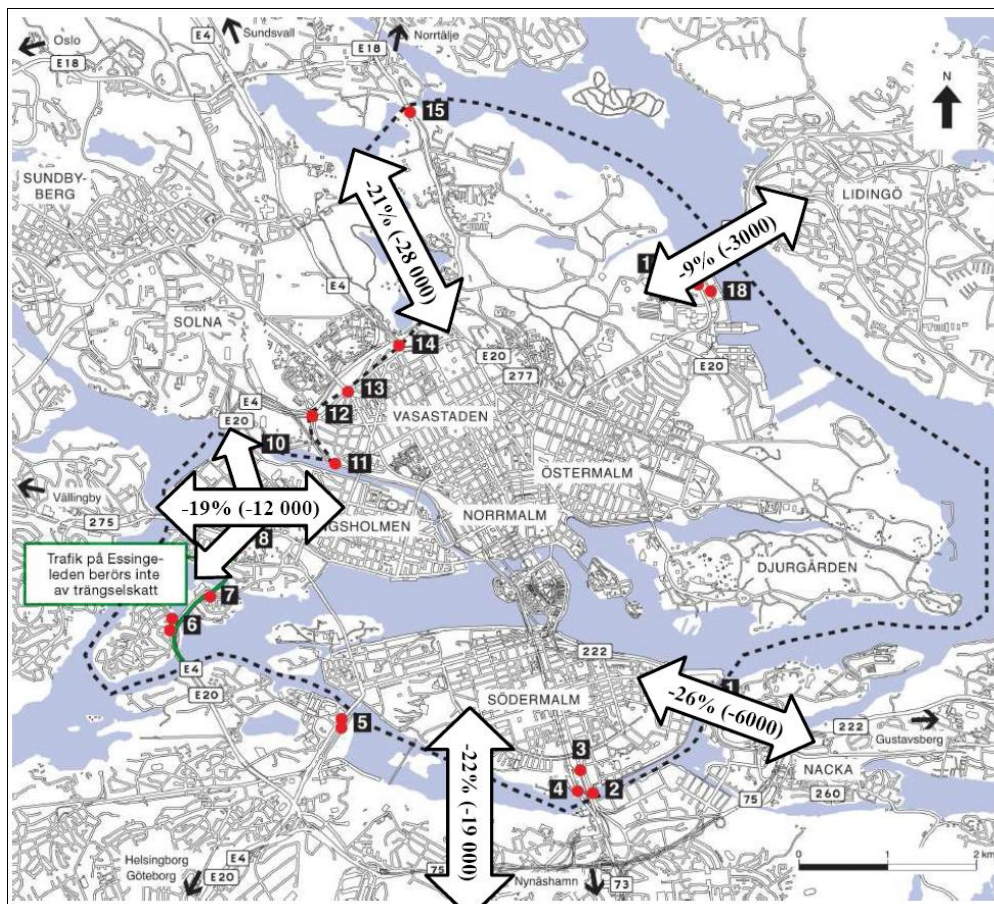 Oslo
E18
E4
Sundsvall
E18
Norrtälje
15
N
SUNDBY-
BERG
LIDINGÖ
-21% (-28 000)
-9% (-3000)
E4
18
SOLNA
14
E20
277
E20
13
E4
12
VASASTADEN
E20
10
11
ÖSTERMALM
Vällingby
-19% (-12 000)
NORRMALM
275
NGSHOLMEN
8
Trafik på Essinge-
leden berörs inte
av trängselskatt
DJURGÅRDEN
7
6
222
E4
E20
SÖDERMALM
1
-26% (-6000)
5
222
Gustavsberg
3
-22% (-19 000)
NACKA
4
2
75
260
Helsingborg
Göteborg
E4
E20
75
Nynäshamn
73
0
1
2 km